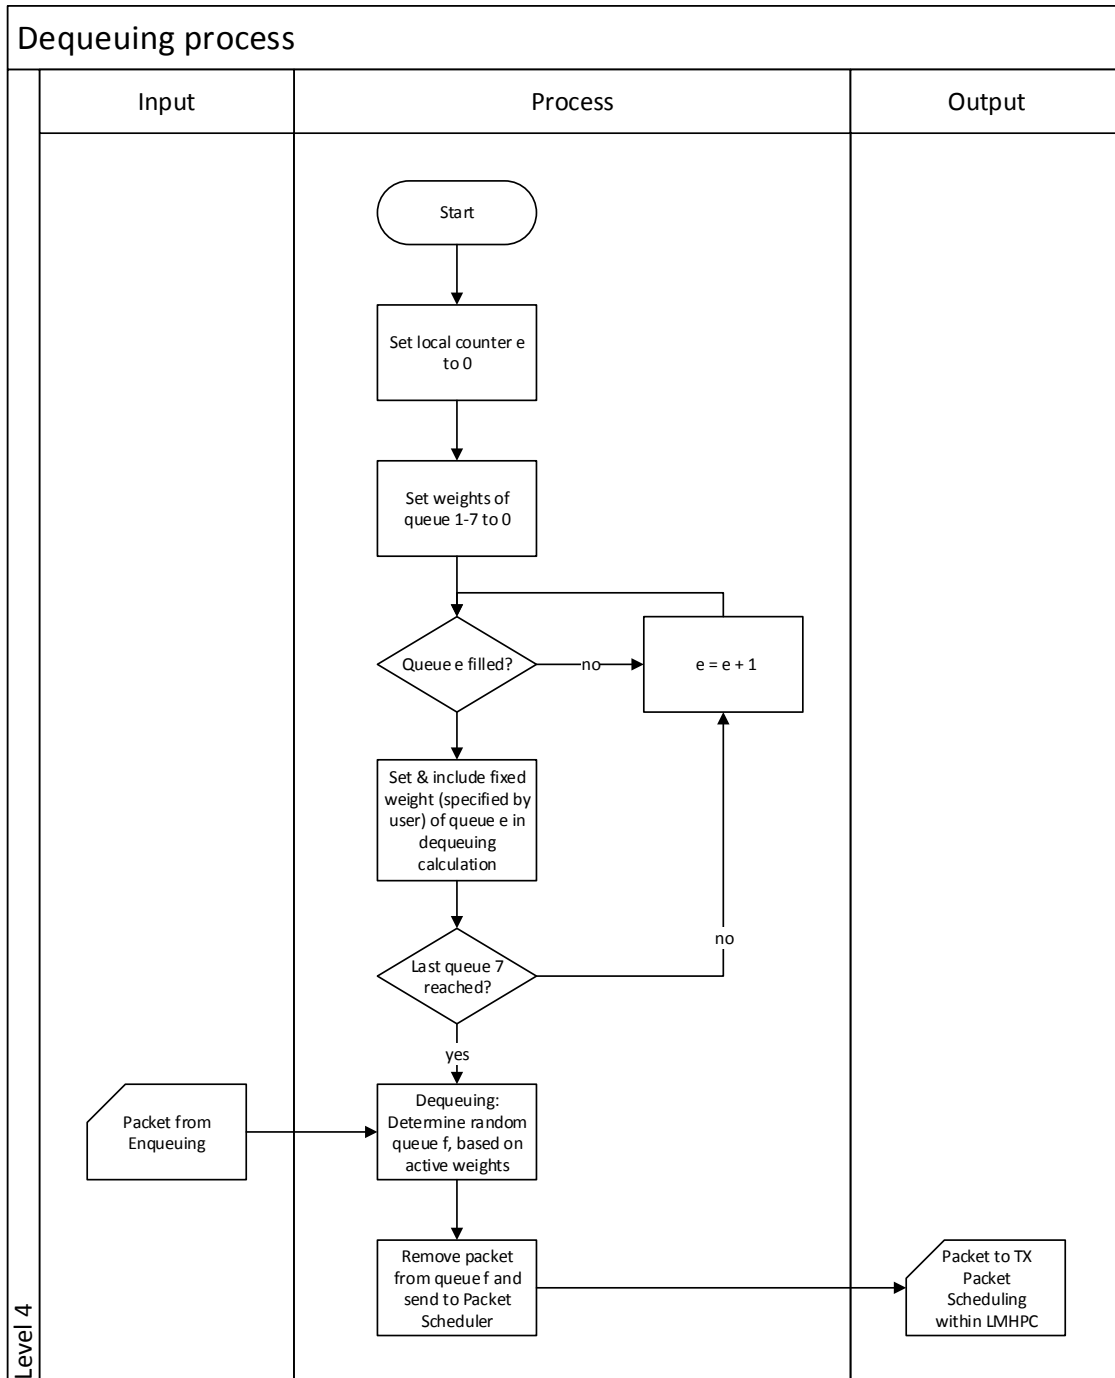 Dequeuing process
Input
Process
Output
Start
Set local counter e
to 0
Set weights of
queue 1-7 to 0
Queue e filled?
no
e = e + 1
Set & include fixed
weight (specified by
user) of queue e in
dequeuing
calculation
no
Last queue 7
reached?
yes
Packet from
Enqueuing
Dequeuing:
Determine random
queue f, based on
active weights
Remove packet
from queue f and
send to Packet
Scheduler
Packet to TX
Packet
Scheduling
within LMHPC
Level 4